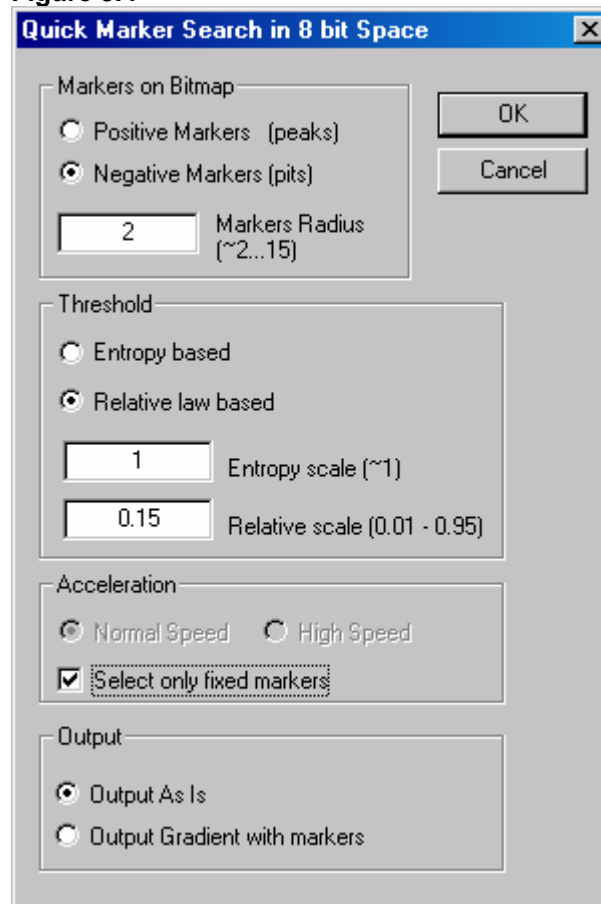 Quick Marker Search in 8 bit Space
Markers on Bitmap
Positive Markers (peaks)
Negative Markers (pits)
2
Markers Radius
(~2...15)
OK
Cancel
Threshold
Entropy based
Relative law based
1
Entropy scale (~1)
0.15
Relative scale (0.01 - 0.95)
Acceleration
Normal Speed
High Speed
Select only fixed markers
Output
Output As Is
Output Gradient with markers